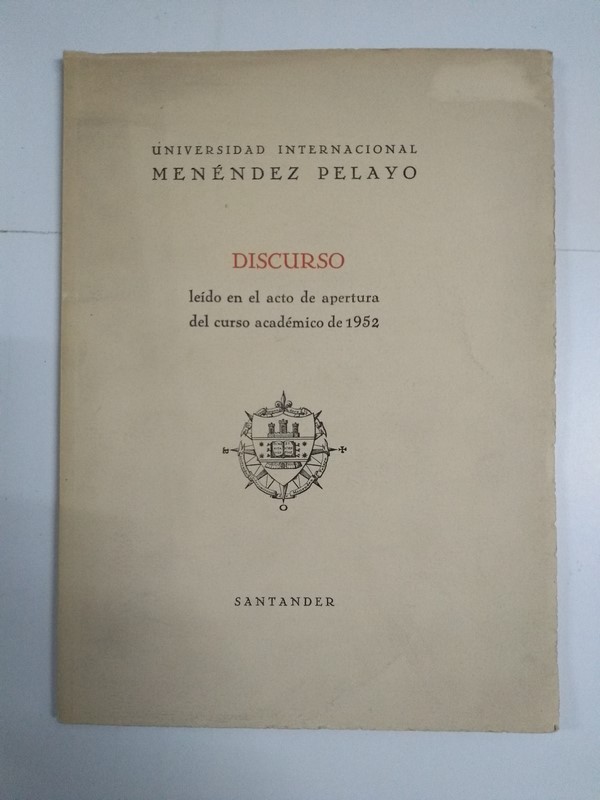 UNIVERSIDAD INTERNACIONAL
MENÉNDEZ PELAYO
DISCURSO
leído en el acto de apertura
del curso académico de 1952
O
SANTANDER